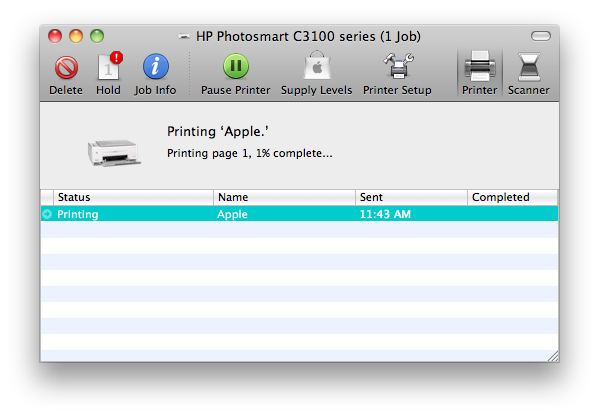 HP Photosmart C3100 series (1 Job)
1
Delete Hold Job Info Pause Printer Supply Levels Printer Setup Printer Scanner
Printing ‘Apple.’
Printing page 1, 1% complete...
Status Name Sent Completed
Printing Apple 11:43 AM